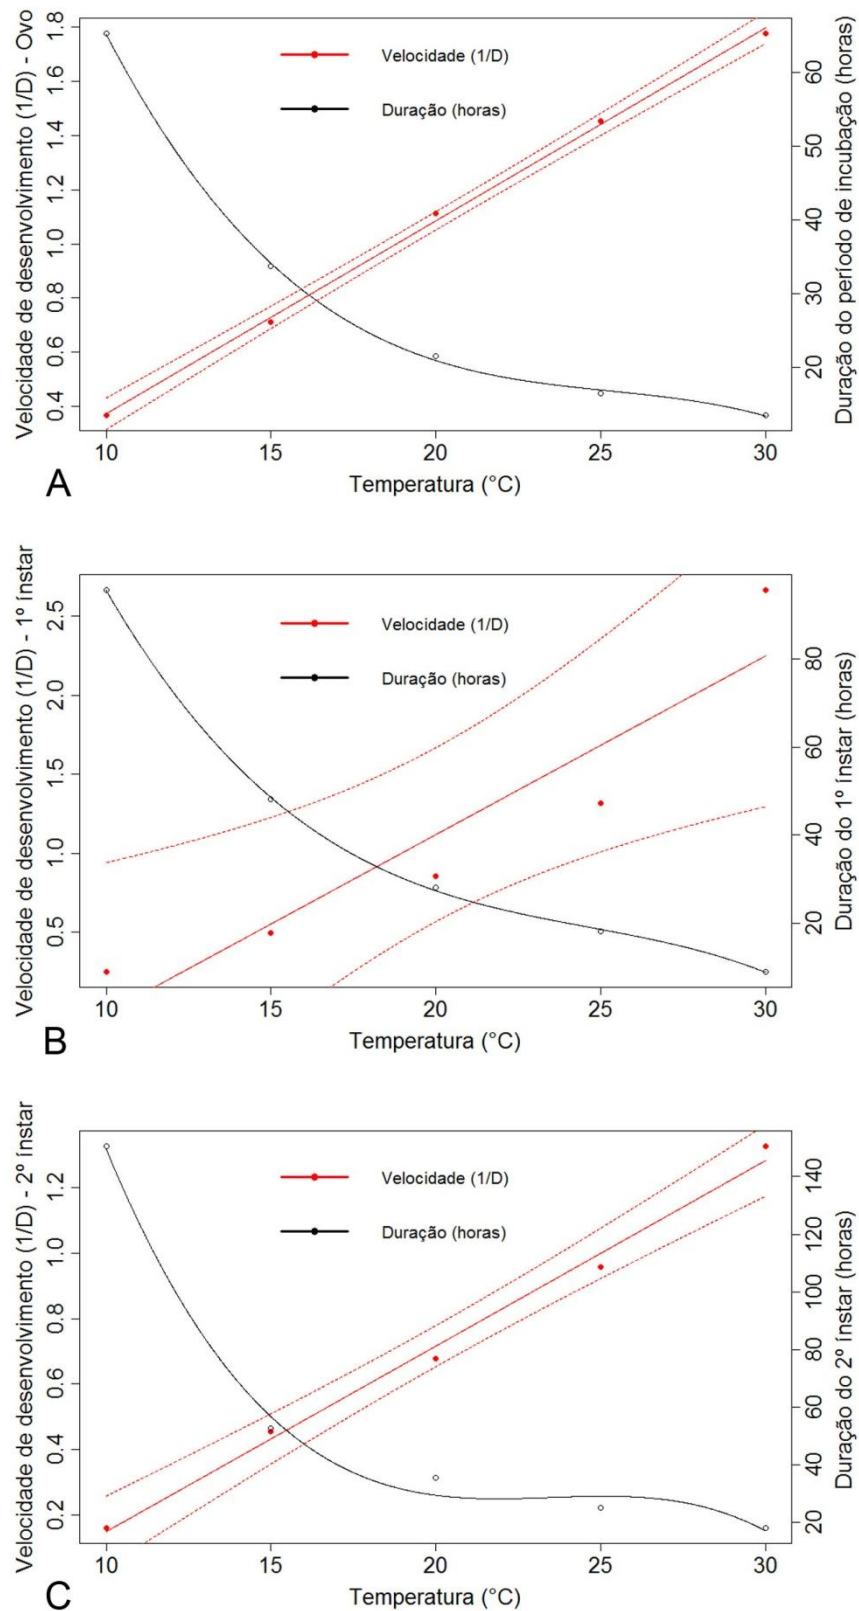 Velocidade de desenvolvimento (1/D) - Ovo
1.8
1.6
1.4
1.2
1.0
0.8
0.6
0.4
Velocidade (1/D)
Duração (horas)
60
50
40
30
20
Duração do período de incubação (horas)
10 15 20 25 30
Temperatura (°C)
A
Velocidade de desenvolvimento (1/D) - 1º ínstar
2.5
2.0
1.5
1.0
0.5
Velocidade (1/D)
Duração (horas)
80
60
40
20
Duração do 1º ínstar (horas)
10 15 20 25 30
Temperatura (°C)
B
Velocidade de desenvolvimento (1/D) - 2º ínstar
1.2
1.0
0.8
0.6
0.4
0.2
Velocidade (1/D)
Duração (horas)
140
120
100
80
60
40
20
Duração do 2º ínstar (horas)
10 15 20 25 30
Temperatura (°C)
C